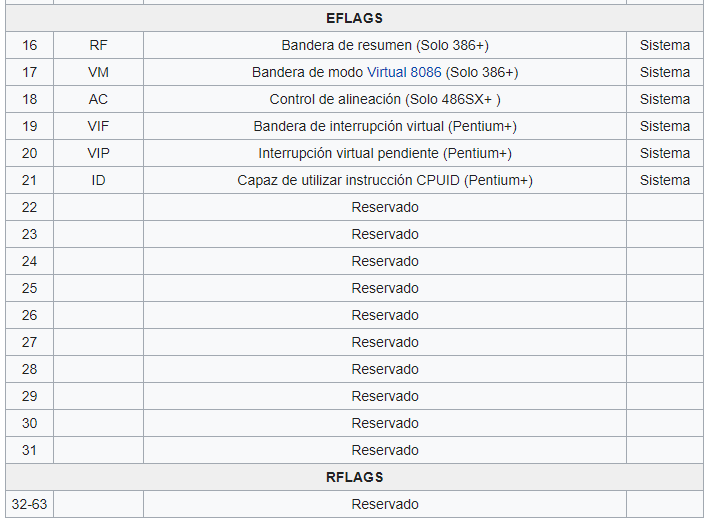 EFLAGS
16 RF Bandera de resumen (Solo 386+) Sistema
17 VM Bandera de modo Virtual 8086 (Solo 386+) Sistema
18 AC Control de alineación (Solo 486SX+ ) Sistema
19 VIF Bandera de interrupción virtual (Pentium+) Sistema
20 VIP Interrupción virtual pendiente (Pentium+) Sistema
21 ID Capaz de utilizar instrucción CPUID (Pentium+) Sistema
22 Reservado
23 Reservado
24 Reservado
25 Reservado
26 Reservado
27 Reservado
28 Reservado
29 Reservado
30 Reservado
31 Reservado
RFLAGS
32-63 Reservado